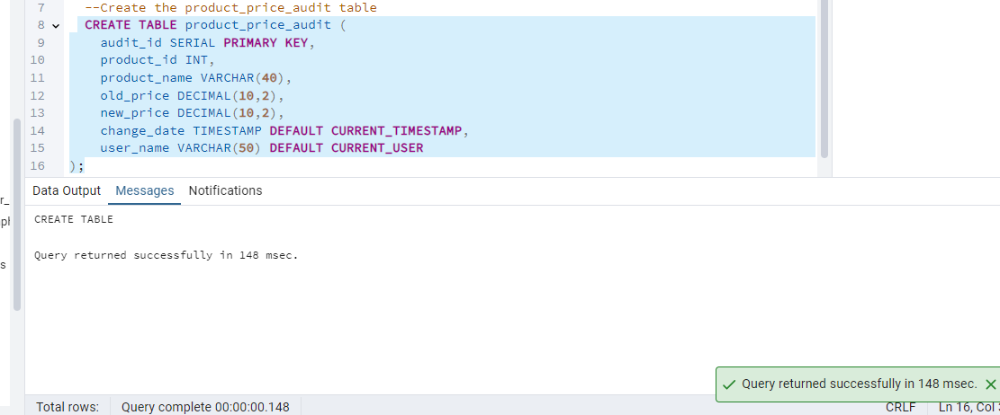 7 --Create the product_price_audit table
8 CREATE TABLE product_price_audit (
9 audit_id SERIAL PRIMARY KEY,
10 product_id INT,
11 product_name VARCHAR(40),
12 old_price DECIMAL(10,2),
13 new_price DECIMAL(10,2),
14 change_date TIMESTAMP DEFAULT CURRENT_TIMESTAMP,
15 user_name VARCHAR(50) DEFAULT CURRENT_USER
16 );
Data Output Messages Notifications
CREATE TABLE
Query returned successfully in 148 msec.
Query returned successfully in 148 msec.
Total rows: Query complete 00:00:00.148 CRLF Ln 16, Col